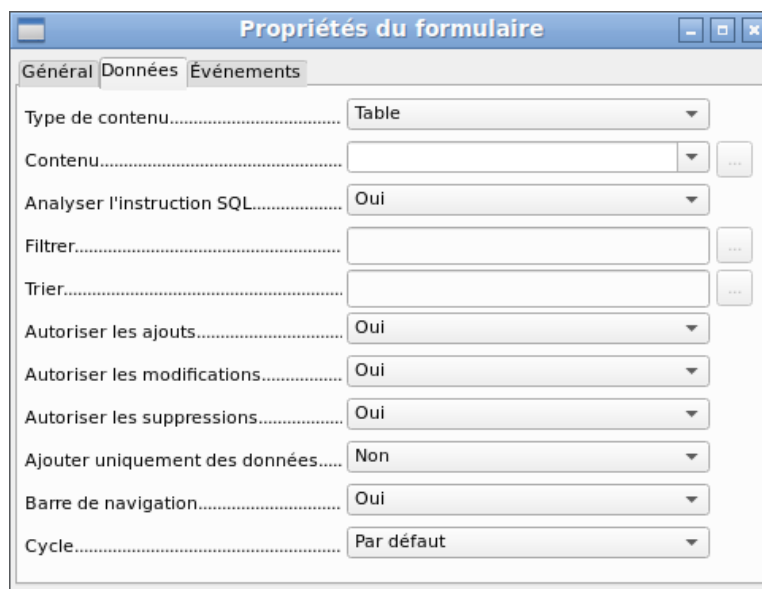 Propriétés du formulaire
Général Données Événements
Type de contenu............................ Table
Contenu............................
Analyser l'instruction SQL............................ Oui
Filtrer............................
Trier............................
Autoriser les ajouts............................ Oui
Autoriser les modifications............................ Oui
Autoriser les suppressions............................ Oui
Ajouter uniquement des données..... Non
Barre de navigation............................ Oui
Cycle............................ Par défaut